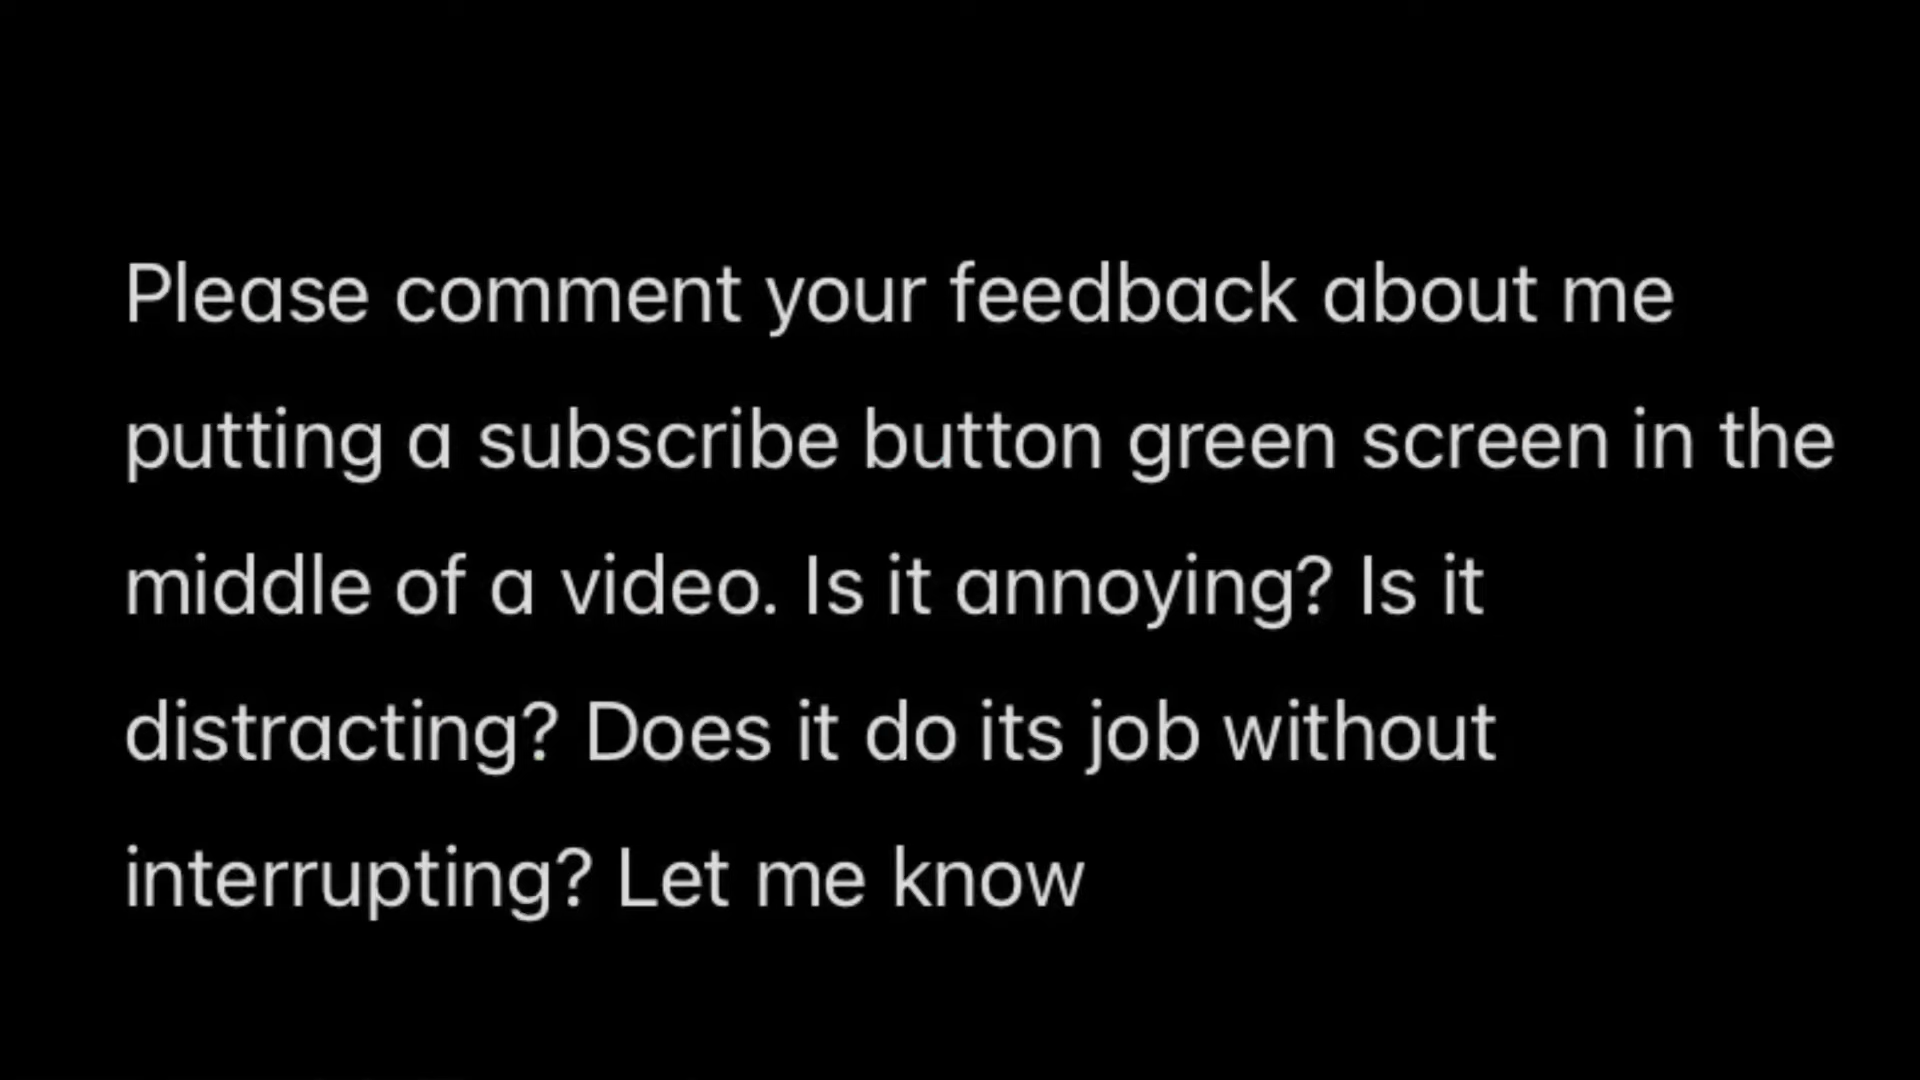 Please comment your feedback about me
putting a subscribe button green screen in the
middle of a video. Is it annoying? Is it
distracting? Does it do its job without
interrupting? Let me know